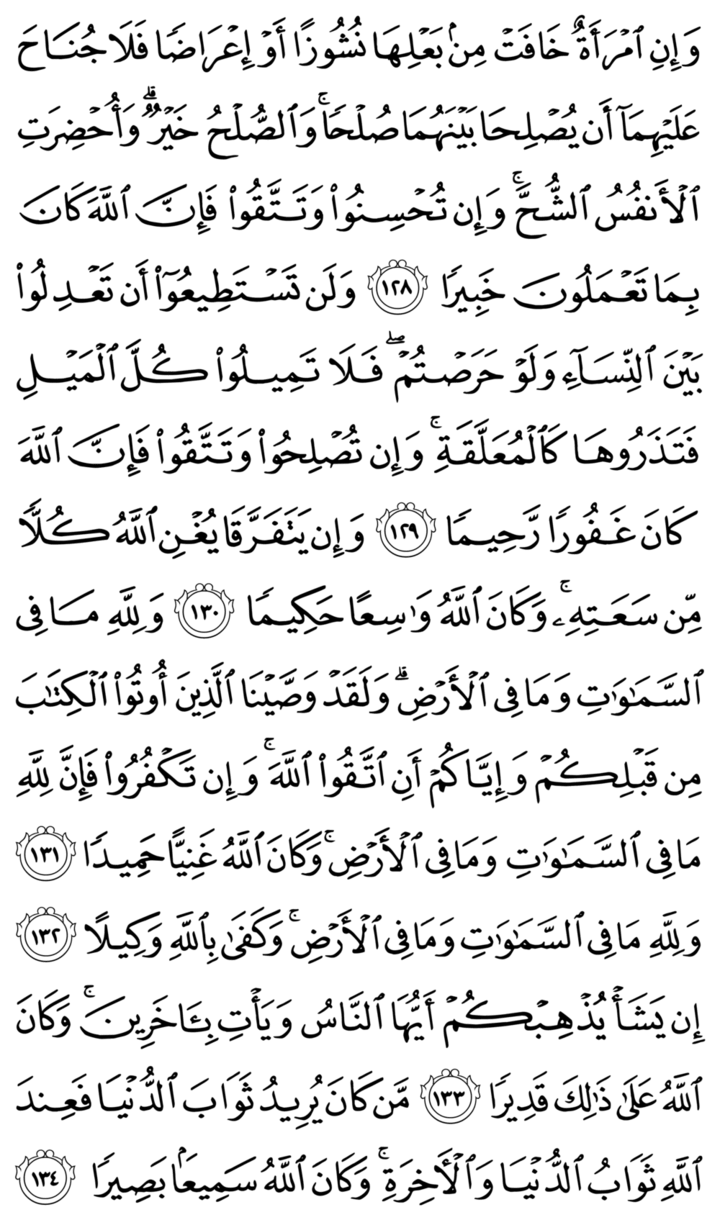 وَإِنِ ٱمۡرَأَةٌ خَافَتۡ مِنۢ بَعۡلِهَا نُشُوزًا أَوۡ إِعۡرَاضٗا فَلَا جُنَاحَ
عَلَيۡهِمَآ أَن يُصۡلِحَا بَيۡنَهُمَا صُلۡحٗاۚ وَٱلصُّلۡحُ خَيۡرٞۗ وَأُحۡضِرَتِ
ٱلۡأَنفُسُ ٱلشُّحَّۚ وَإِن تُحۡسِنُواْ وَتَتَّقُواْ فَإِنَّ ٱللَّهَ كَانَ
بِمَا تَعۡمَلُونَ خَبِيرٗا ١٢٨ وَلَن تَسۡتَطِيعُوٓاْ أَن تَعۡدِلُواْ
بَيۡنَ ٱلنِّسَآءِ وَلَوۡ حَرَصۡتُمۡۖ فَلَا تَمِيلُواْ كُلَّ ٱلۡمَيۡلِ
فَتَذَرُوهَا كَٱلۡمُعَلَّقَةِۚ وَإِن تُصۡلِحُواْ وَتَتَّقُواْ فَإِنَّ ٱللَّهَ
كَانَ غَفُورٗا رَّحِيمٗا ١٢٩ وَإِن يَتَفَرَّقَا يُغۡنِ ٱللَّهُ كُلّٗا
مِّن سَعَتِهِۦۚ وَكَانَ ٱللَّهُ وَٰسِعًا حَكِيمٗا ١٣٠ وَلِلَّهِ مَا فِي
ٱلسَّمَٰوَٰتِ وَمَا فِي ٱلۡأَرۡضِۗ وَلَقَدۡ وَصَّيۡنَا ٱلَّذِينَ أُوتُواْ ٱلۡكِتَٰبَ
مِن قَبۡلِكُمۡ وَإِيَّاكُمۡ أَنِ ٱتَّقُواْ ٱللَّهَۚ وَإِن تَكۡفُرُواْ فَإِنَّ لِلَّهِ
مَا فِي ٱلسَّمَٰوَٰتِ وَمَا فِي ٱلۡأَرۡضِۚ وَكَانَ ٱللَّهُ غَنِيًّا حَمِيدٗا ١٣١
وَلِلَّهِ مَا فِي ٱلسَّمَٰوَٰتِ وَمَا فِي ٱلۡأَرۡضِۚ وَكَفَىٰ بِٱللَّهِ وَكِيلًا ١٣٢
إِن يَشَأۡ يُذۡهِبۡكُمۡ أَيُّهَا ٱلنَّاسُ وَيَأۡتِ بِـَٔاخَرِينَۚ وَكَانَ
ٱللَّهُ عَلَىٰ ذَٰلِكَ قَدِيرٗا ١٣٣ مَّن كَانَ يُرِيدُ ثَوَابَ ٱلدُّنۡيَا فَعِندَ
ٱللَّهِ ثَوَابُ ٱلدُّنۡيَا وَٱلۡأٓخِرَةِۚ وَكَانَ ٱللَّهُ سَمِيعَۢا بَصِيرٗا ١٣٤